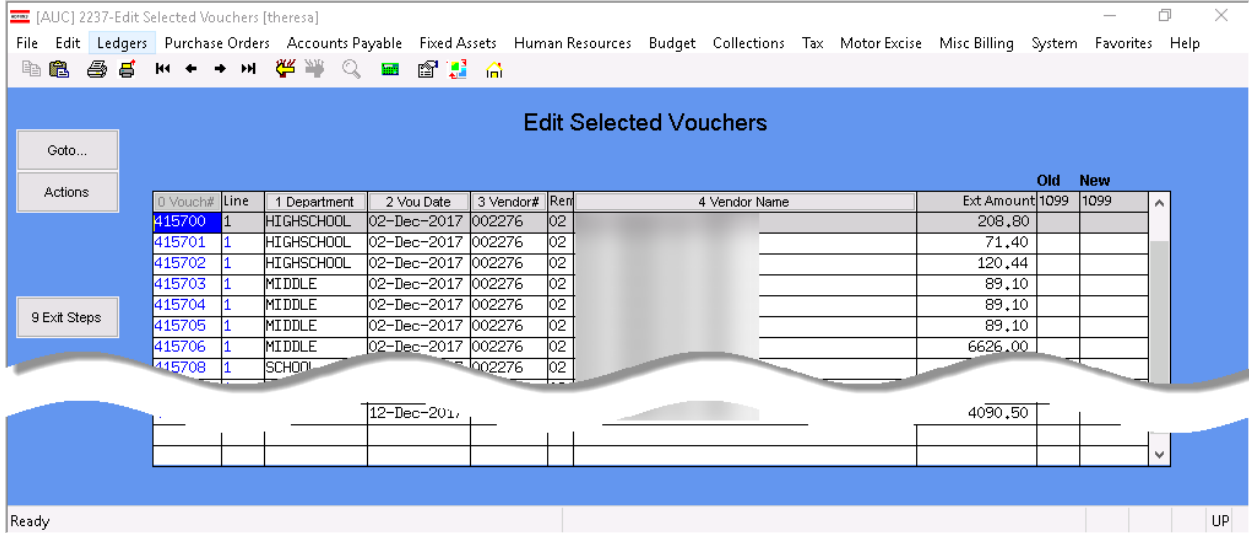 [AUC] 2237-Edit Selected Vouchers [theresa]
File Edit Ledgers Purchase Orders Accounts Payable Fixed Assets Human Resources Budget Collections Tax Motor Excise Misc Billing System Favorites Help
Edit Selected Vouchers
Goto...
Actions
9 Exit Steps
Old New
0 Vouch# Line 1 Department 2 Vou Date 3 Vendor# Rem 4 Vendor Name Ext Amount 1099 1099
415700 1 HIGHSCHOOL 02-Dec-2017 002276 02 208.80
415701 1 HIGHSCHOOL 02-Dec-2017 002276 02 71.40
415702 1 HIGHSCHOOL 02-Dec-2017 002276 02 120.44
415703 1 MIDDLE 02-Dec-2017 002276 02 89.10
415704 1 MIDDLE 02-Dec-2017 002276 02 89.10
415705 1 MIDDLE 02-Dec-2017 002276 02 89.10
415706 1 MIDDLE 02-Dec-2017 002276 02 6626.00
415708 1 SCHOOL 002276 02
12-Dec-2017 4090.50
Ready UP